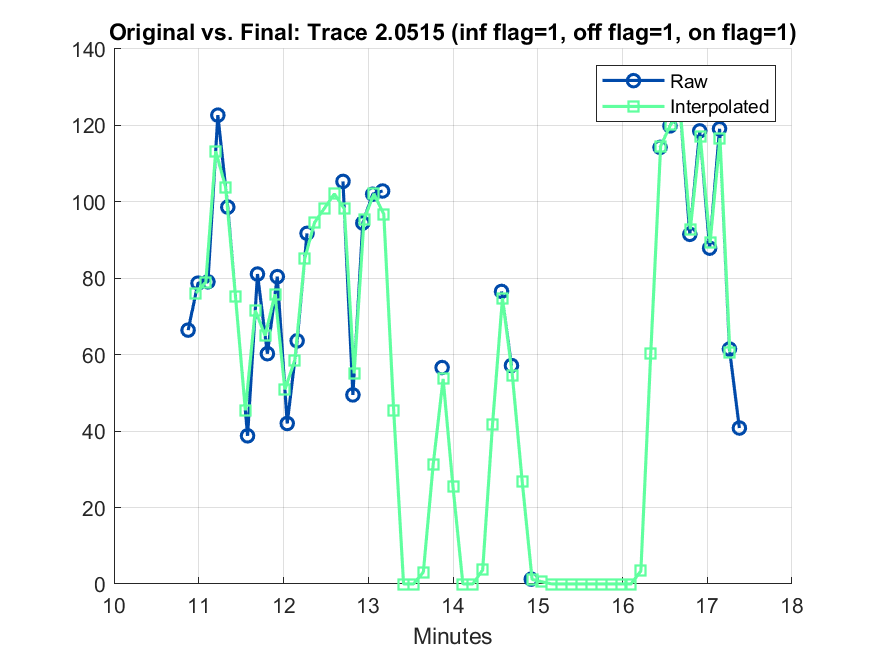 Original vs. Final: Trace 2.0515 (inf flag=1, off flag=1, on flag=1)
140
120
100
80
60
40
20
0
Raw
Interpolated
10 11 12 13 14 15 16 17 18
Minutes